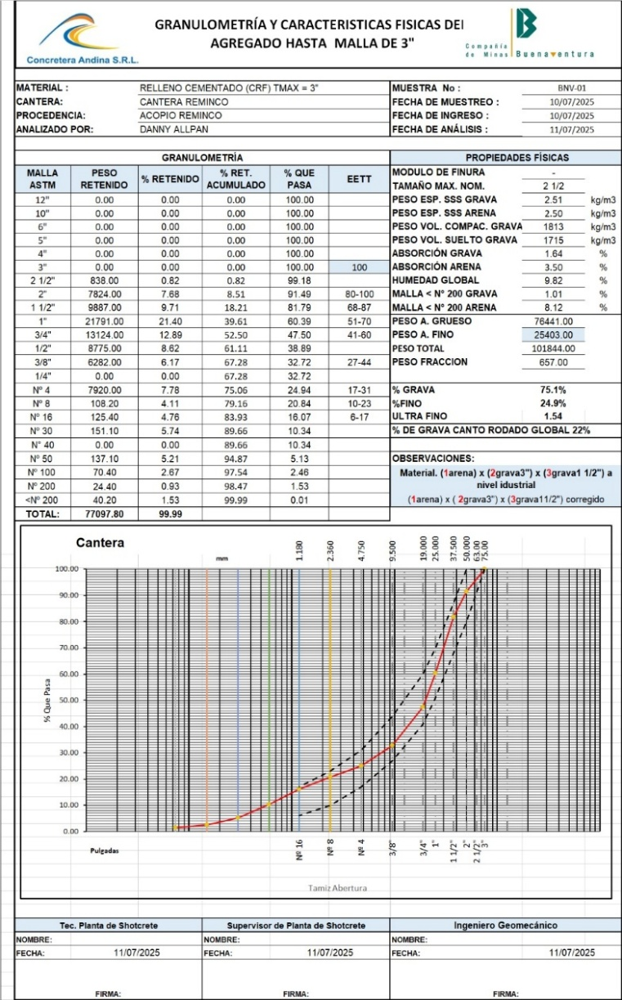 GRANULOMETRÍA Y CARACTERISTICAS FISICAS DEl
AGREGADO HASTA MALLA DE 3"
Concretera Andina S.R.L.
Compañía
de Minas Buenaventura
MATERIAL : RELLENO CEMENTADO (CRF) TMAX = 3" MUESTRA No : BNV-01
CANTERA: CANTERA REMINCO FECHA DE MUESTREO : 10/07/2025
PROCEDENCIA: ACOPIO REMINCO FECHA DE INGRESO : 10/07/2025
ANALIZADO POR: DANNY ALLPAN FECHA DE ANÁLISIS : 11/07/2025
GRANULOMETRÍA PROPIEDADES FÍSICAS
MALLA ASTM PESO RETENIDO % RETENIDO % RET. ACUMULADO % QUE PASA EETT
MODULO DE FINURA -
TAMAÑO MAX. NOM. 2 1/2
12" 0.00 0.00 0.00 100.00 PESO ESP. SSS GRAVA 2.51 kg/m3
10" 0.00 0.00 0.00 100.00 PESO ESP. SSS ARENA 2.50 kg/m3
6" 0.00 0.00 0.00 100.00 PESO VOL. COMPAC. GRAVA 1813 kg/m3
5" 0.00 0.00 0.00 100.00 PESO VOL. SUELTO GRAVA 1715 kg/m3
4" 0.00 0.00 0.00 100.00 ABSORCIÓN GRAVA 1.64 %
3" 0.00 0.00 0.00 100.00 100 ABSORCIÓN ARENA 3.50 %
2 1/2" 838.00 0.82 0.82 99.18 HUMEDAD GLOBAL 9.82 %
2" 7824.00 7.68 8.51 91.49 80-100 MALLA < N° 200 GRAVA 1.01 %
1 1/2" 9887.00 9.71 18.21 81.79 68-87 MALLA < N° 200 ARENA 8.12 %
1" 21791.00 21.40 39.61 60.39 51-70 PESO A. GRUESO 76441.00
3/4" 13124.00 12.89 52.50 47.50 41-60 PESO A. FINO 25403.00
1/2" 8775.00 8.62 61.11 38.89 PESO TOTAL 101844.00
3/8" 6282.00 6.17 67.28 32.72 27-44 PESO FRACCION 657.00
1/4" 0.00 0.00 67.28 32.72
N° 4 7920.00 7.78 75.06 24.94 17-31 % GRAVA 75.1%
N° 8 108.20 4.11 79.16 20.84 10-23 %FINO 24.9%
N° 16 125.40 4.76 83.93 16.07 6-17 ULTRA FINO 1.54
N° 30 151.10 5.74 89.66 10.34 % DE GRAVA CANTO RODADO GLOBAL 22%
N° 40 0.00 0.00 89.66 10.34
N° 50 137.10 5.21 94.87 5.13 OBSERVACIONES:
N° 100 70.40 2.67 97.54 2.46 Material. (1arena) x (2grava3") x (3grava1 1/2") a
N° 200 24.40 0.93 98.47 1.53 nivel idustrial
<N° 200 40.20 1.53 99.99 0.01 (1arena) x ( 2grava3") x (3grava11/2") corregido
TOTAL: 77097.80 99.99
Cantera
mm 1.180 2.360 4.750 9.500 19.000 25.000 37.500 50.000 63.00 75.00
100.00
90.00
80.00
70.00
60.00
50.00
40.00
30.00
20.00
10.00
0.00
% Que Pasa
Pulgadas Nº 16 Nº 8 Nº 4 3/8" 3/4" 1" 1 1/2" 2" 2 1/2" 3"
Tamiz Abertura
Tec. Planta de Shotcrete Supervisor de Planta de Shotcrete Ingeniero Geomecánico
NOMBRE: NOMBRE: NOMBRE:
FECHA: 11/07/2025 FECHA: 11/07/2025 11/07/2025
FIRMA: FIRMA: FIRMA: